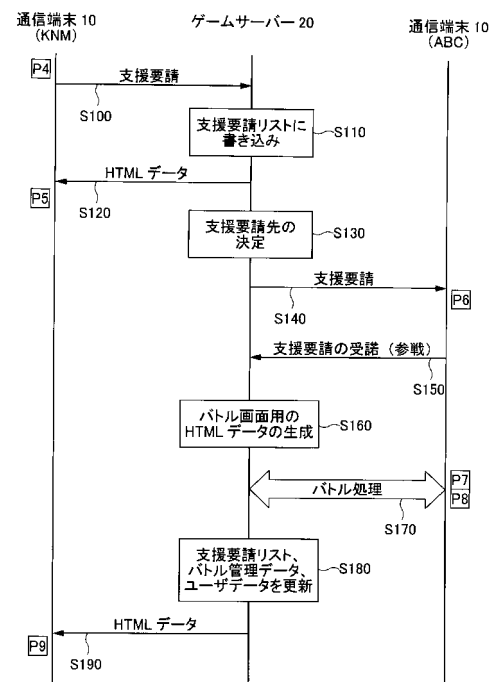 通信端末 10
(KNM)
ゲームサーバー 20
通信端末 10
(ABC)
P4
支援要請
S100
支援要請リストに
書き込み
S110
HTML データ
P5
S120
支援要請先の
決定
S130
支援要請
P6
S140
支援要請の受諾 (参戦)
S150
バトル画面用の
HTML データの生成
S160
バトル処理
P7
P8
S170
支援要請リスト、
バトル管理データ、
ユーザデータを更新
S180
HTML データ
P9
S190